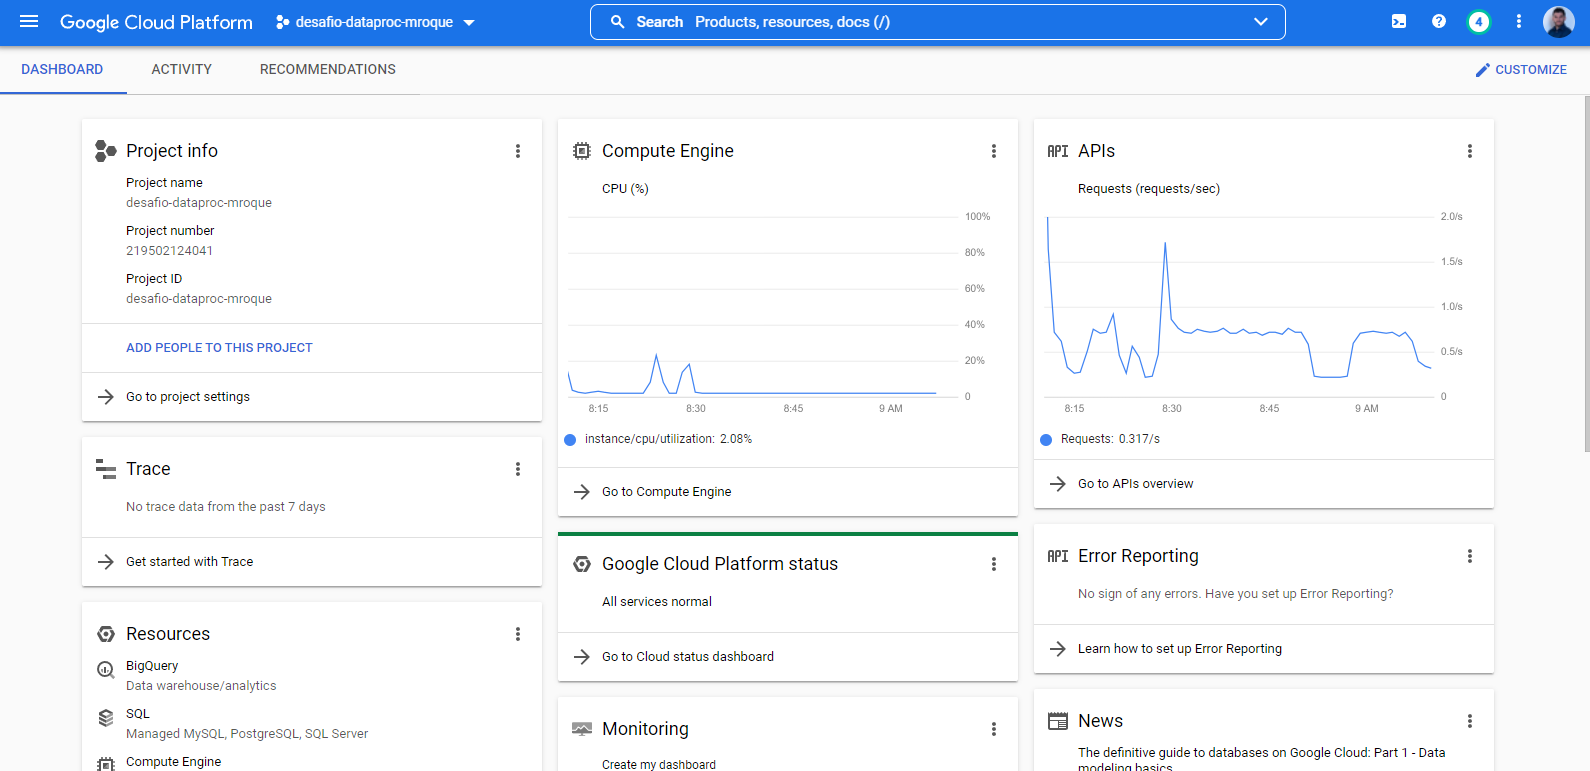 Google Cloud Platform
desafio-dataproc-mroque
Search Products, resources, docs (/)
4
DASHBOARD
ACTIVITY
RECOMMENDATIONS
CUSTOMIZE
Project info
Project name
desafio-dataproc-mroque
Project number
219502124041
Project ID
desafio-dataproc-mroque
ADD PEOPLE TO THIS PROJECT
Go to project settings
Trace
No trace data from the past 7 days
Get started with Trace
Resources
BigQuery
Data warehouse/analytics
SQL
Managed MySQL, PostgreSQL, SQL Server
Compute Engine
Compute Engine
CPU (%)
100%
80%
60%
40%
20%
0
8:15 8:30 8:45 9 AM
instance/cpu/utilization: 2.08%
Go to Compute Engine
Google Cloud Platform status
All services normal
Go to Cloud status dashboard
Monitoring
Create my dashboard
API APIs
Requests (requests/sec)
2.0/s
1.5/s
1.0/s
0.5/s
0
8:15 8:30 8:45 9 AM
Requests: 0.317/s
Go to APIs overview
API Error Reporting
No sign of any errors. Have you set up Error Reporting?
Learn how to set up Error Reporting
News
The definitive guide to databases on Google Cloud: Part 1 - Data
modeling basics